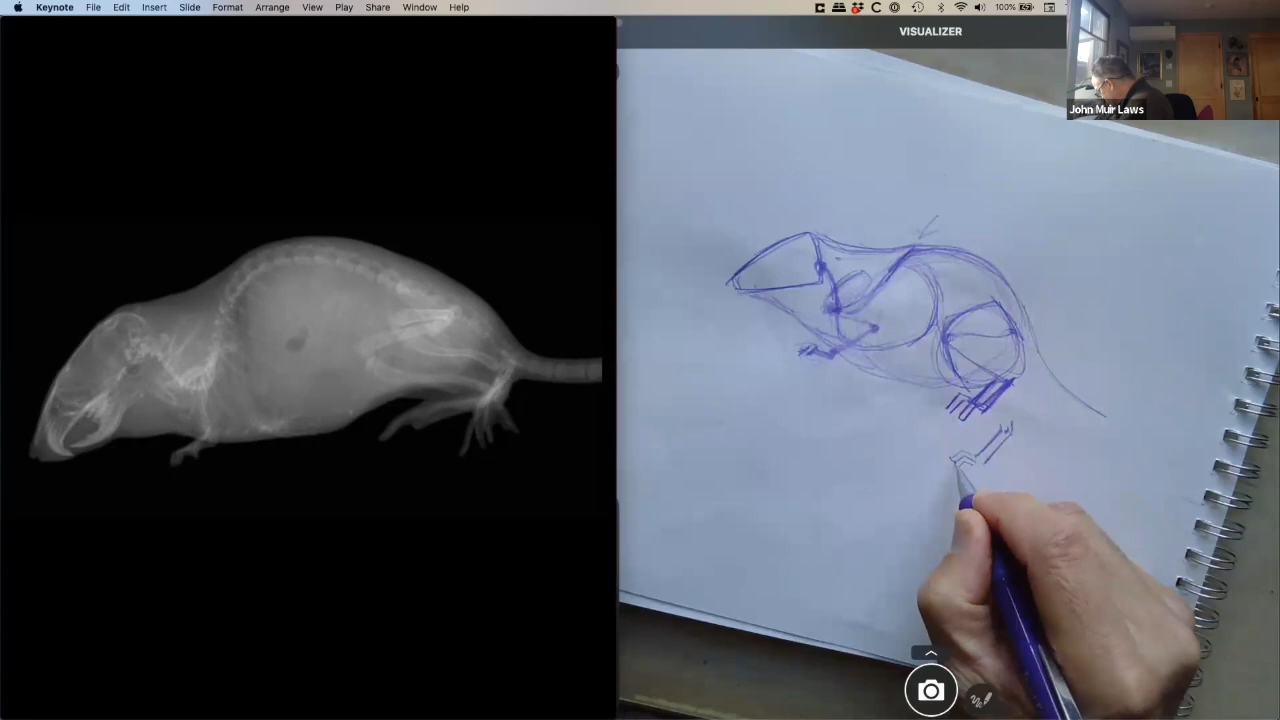 Keynote File Edit Insert Slide Format Arrange View Play Share Window Help 100%
VISUALIZER
John Muir Laws